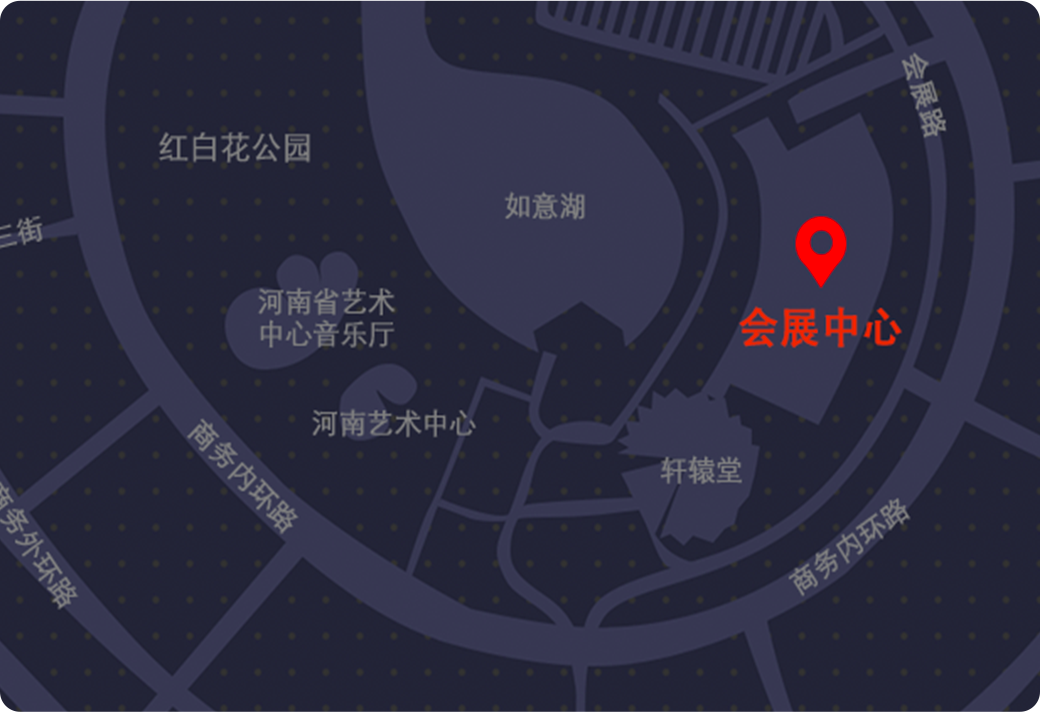 会展路
红白花公园
如意湖
三街
河南省艺术
中心音乐厅
会展中心
河南艺术中心
商务内环路
轩辕堂
商务外环路
商务内环路